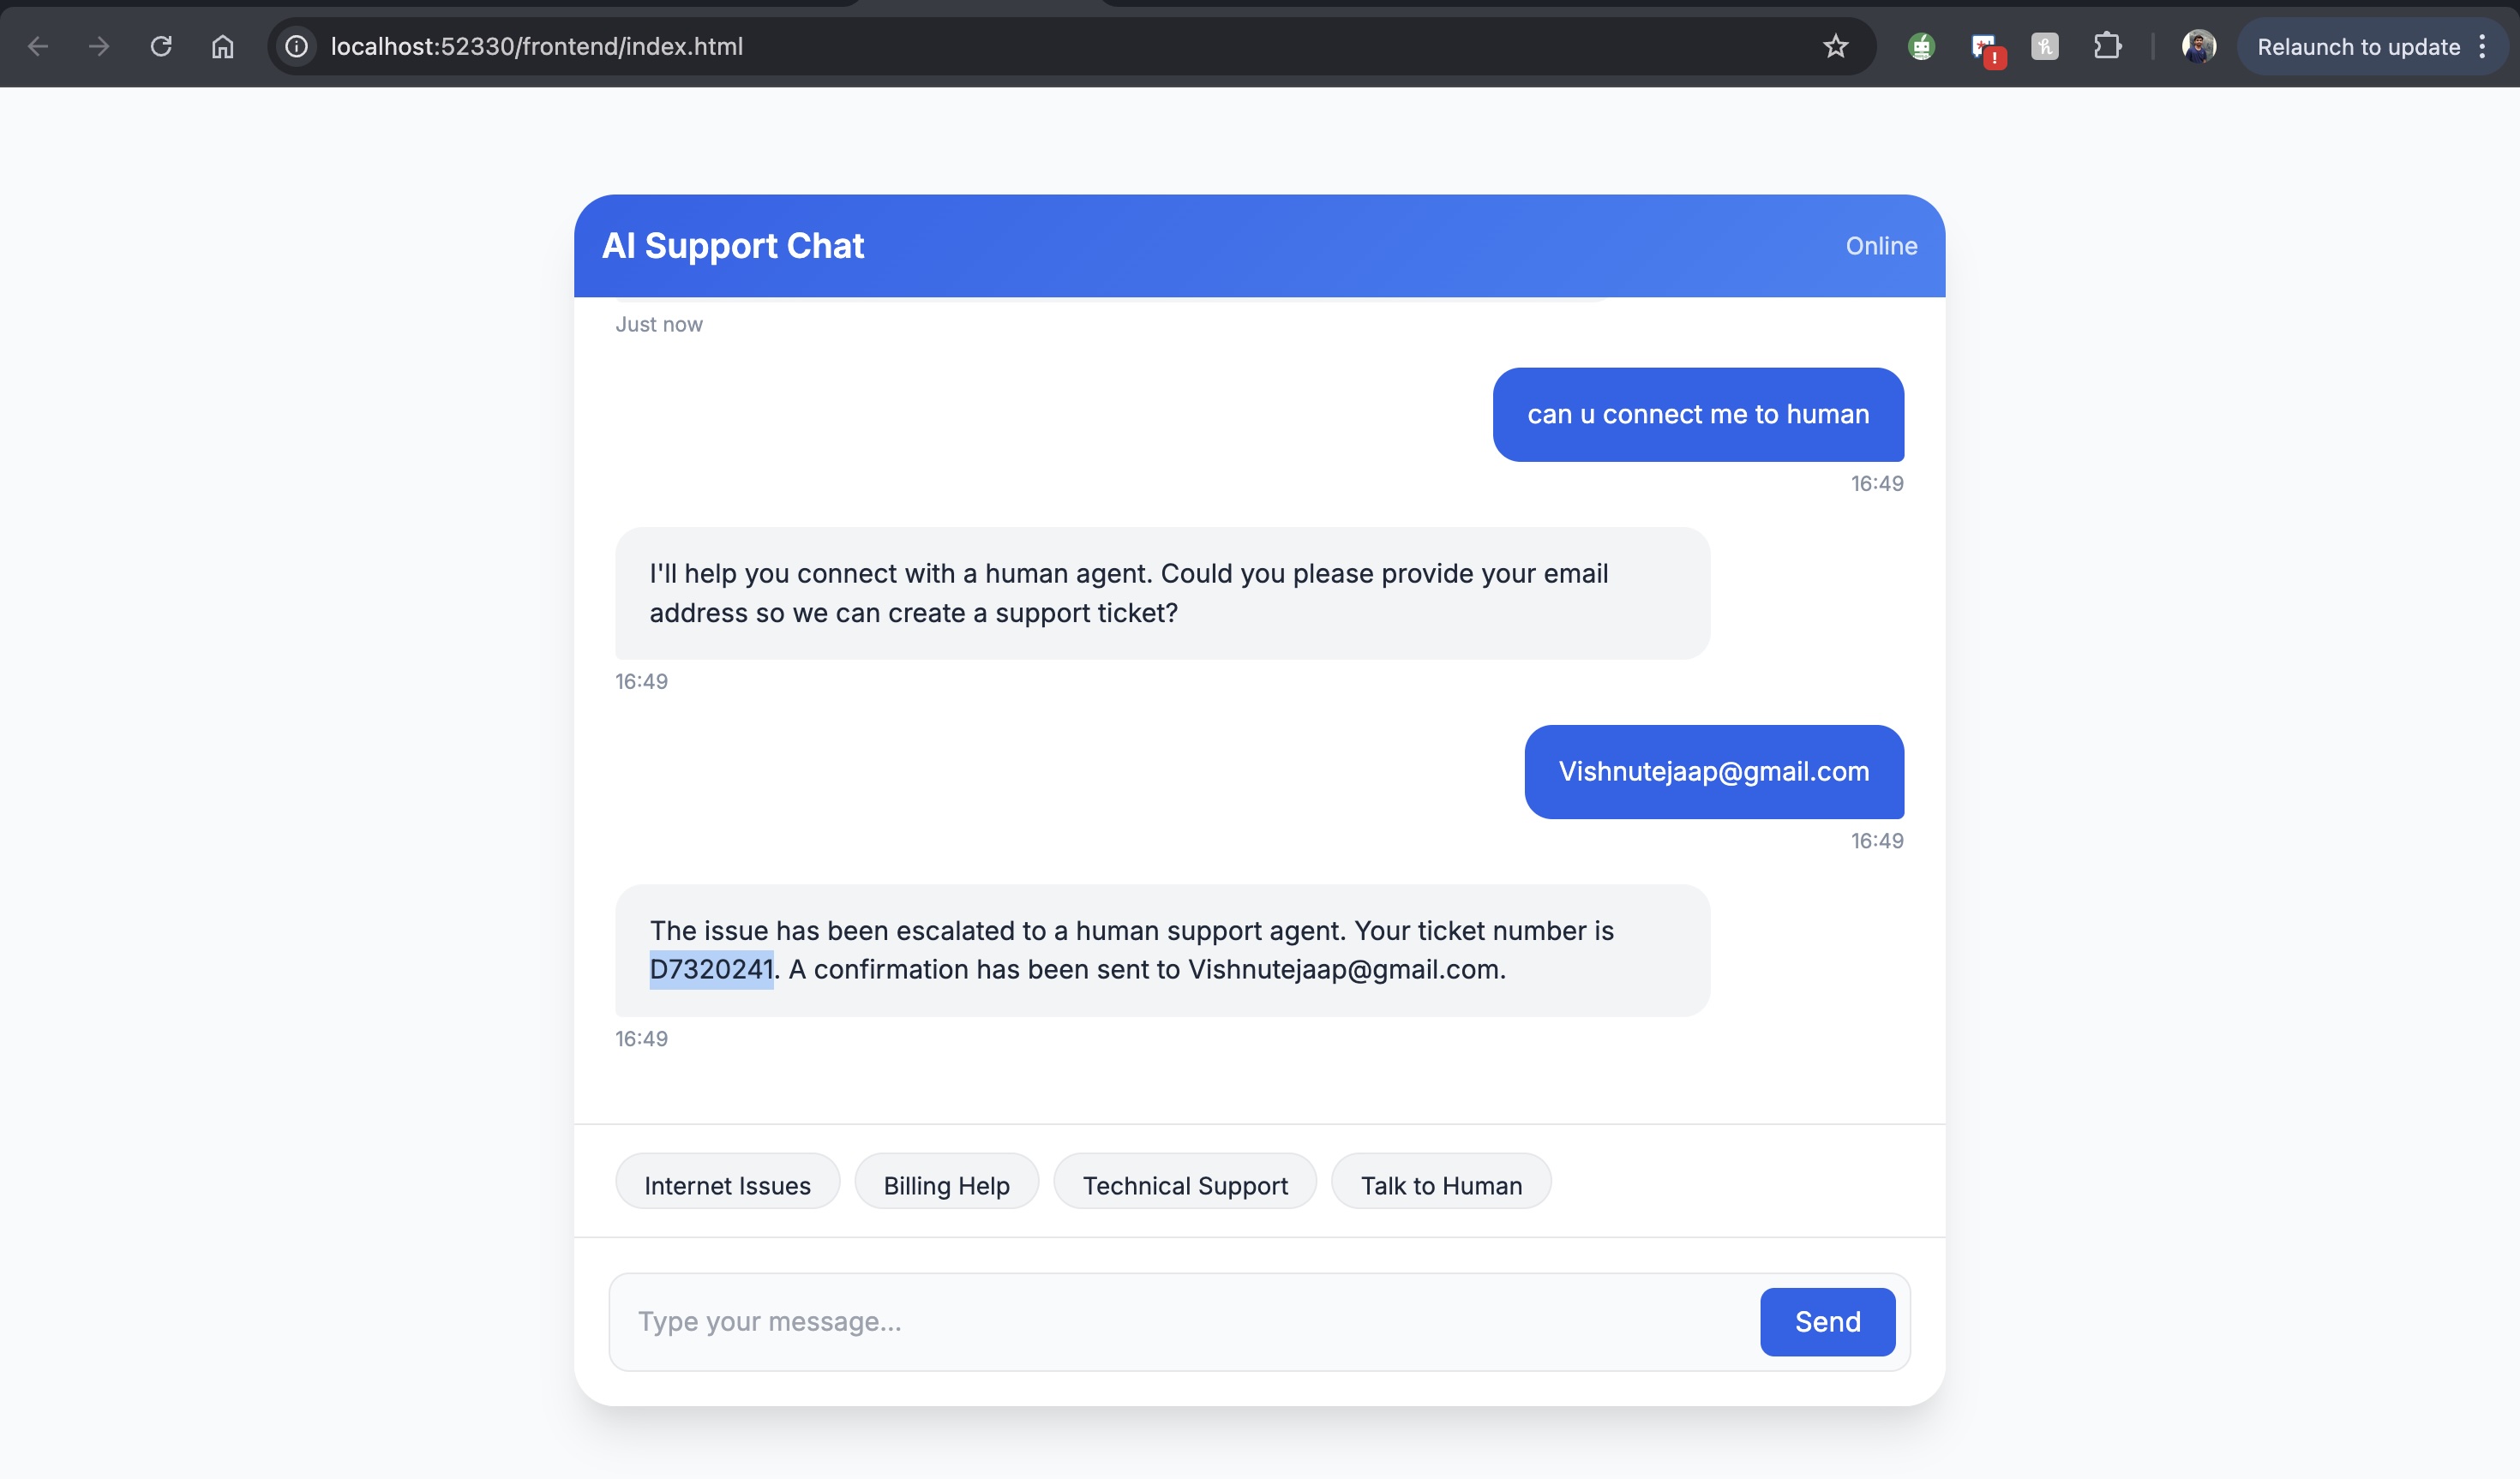 localhost:52330/frontend/index.html
Relaunch to update
AI Support Chat
Online
Just now
can u connect me to human
16:49
I'll help you connect with a human agent. Could you please provide your email
address so we can create a support ticket?
16:49
Vishnutejaap@gmail.com
16:49
The issue has been escalated to a human support agent. Your ticket number is
D7320241. A confirmation has been sent to Vishnutejaap@gmail.com.
16:49
Internet Issues
Billing Help
Technical Support
Talk to Human
Type your message...
Send